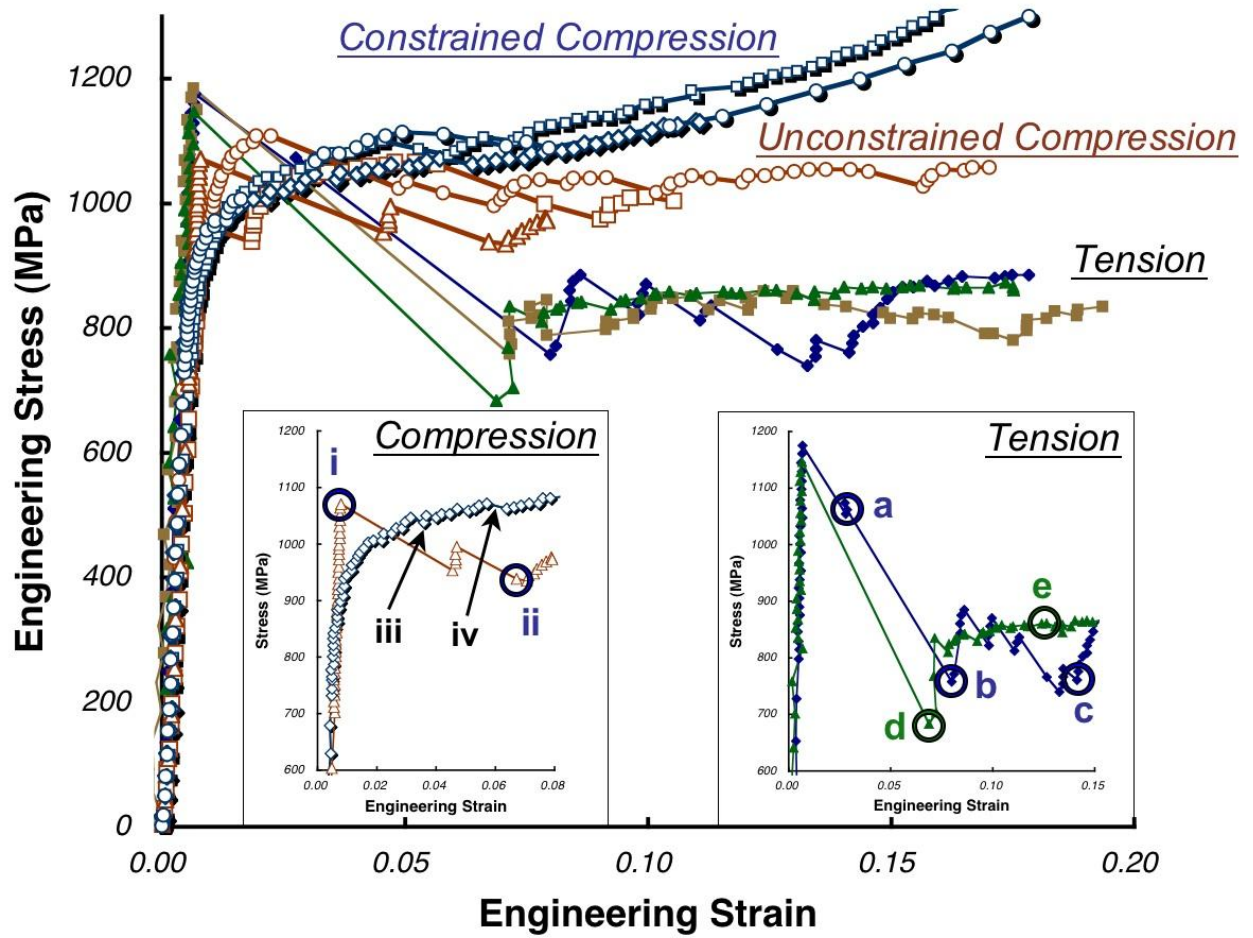 Constrained Compression
Unconstrained Compression
Tension
Engineering Stress (MPa)
1200
1000
800
600
400
200
0
Compression
i
ii
iii
iv
Stress (MPa)
1200
1100
1000
900
800
700
600
0.00 0.02 0.04 0.06 0.08
Engineering Strain
Tension
a
b
c
d
e
Stress (MPa)
1200
1100
1000
900
800
700
600
0.00 0.05 0.10 0.15
Engineering Strain
0.00 0.05 0.10 0.15 0.20
Engineering Strain